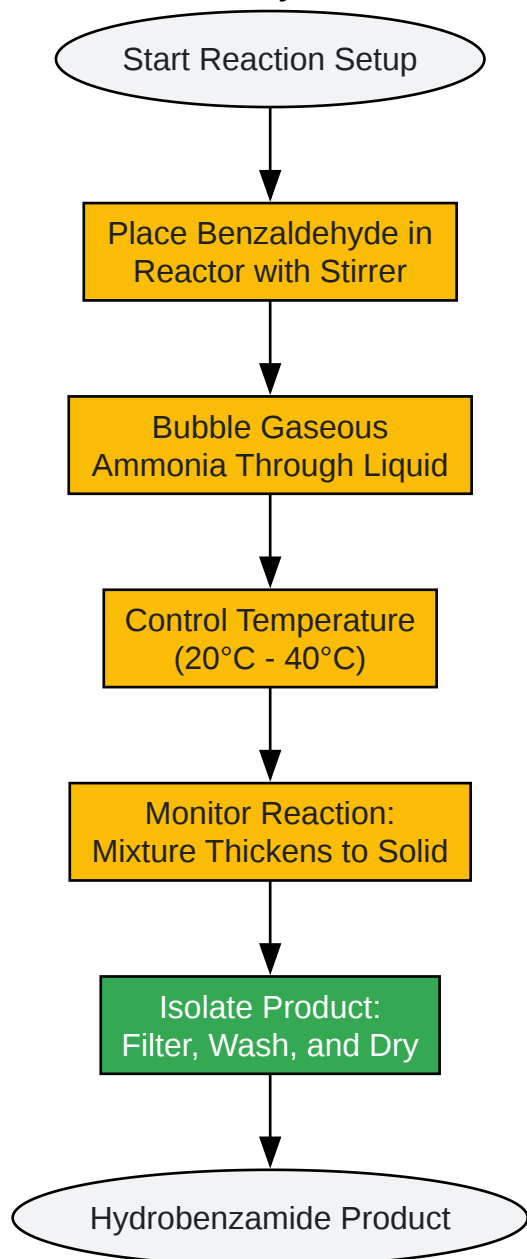 Start Reaction Setup
Place Benzaldehyde in
Reactor with Stirrer
Bubble Gaseous
Ammonia Through Liquid
Control Temperature
(20°C - 40°C)
Monitor Reaction:
Mixture Thickens to Solid
Isolate Product:
Filter, Wash, and Dry
Hydrobenzamide Product